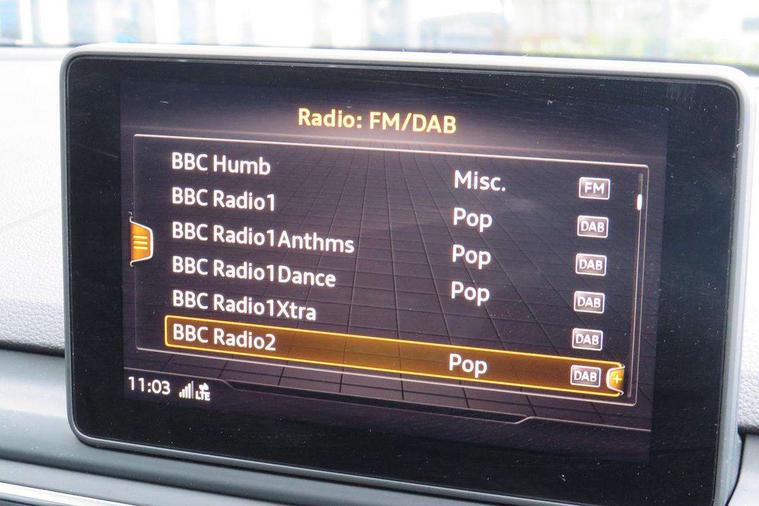 Radio: FM/DAB
BBC Humb Misc. FM
BBC Radio1 Pop DAB
BBC Radio1Anthms Pop DAB
BBC Radio1Dance Pop DAB
BBC Radio1Xtra DAB
BBC Radio2 Pop DAB +
11:03 LTE